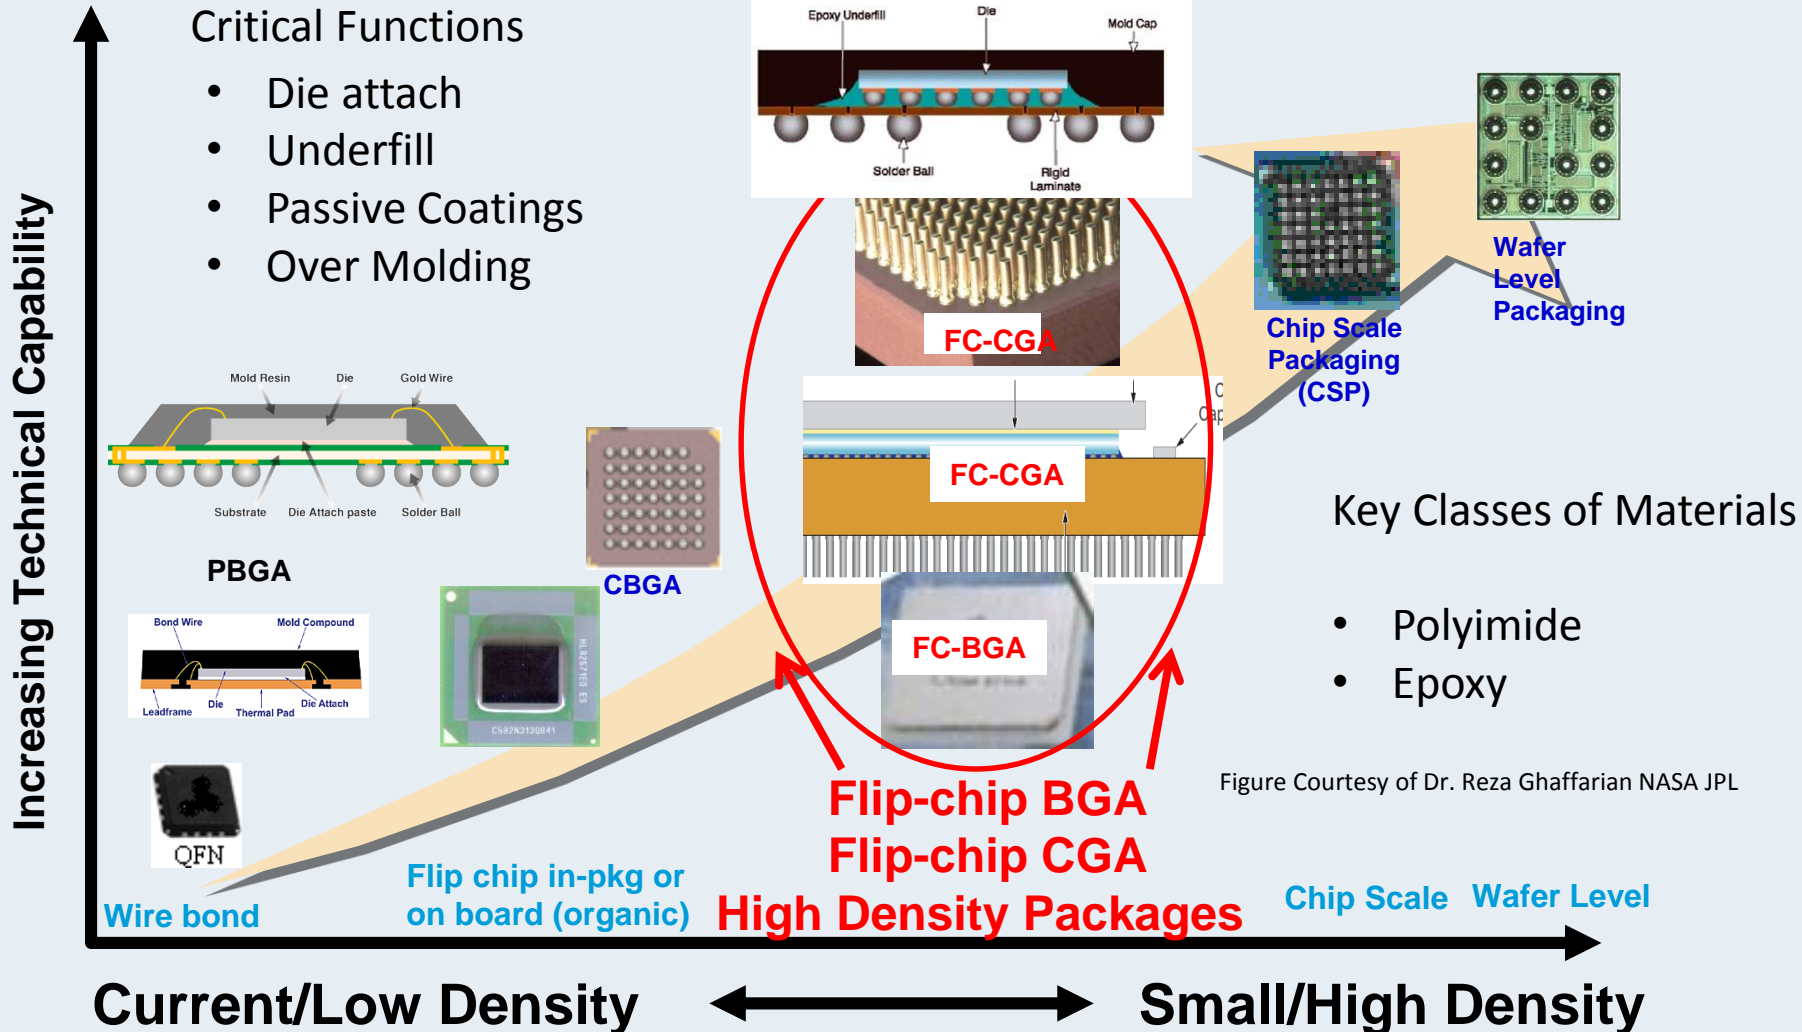 Critical Functions
• Die attach
• Underfill
• Passive Coatings
• Over Molding
Epoxy Underfill
Die
Mold Cap
Solder Ball
Rigid
Laminate
FC-CGA
Wafer
Level
Packaging
Chip Scale
Packaging
(CSP)
Increasing Technical Capability
Mold Resin
Die
Gold Wire
Substrate
Die Attach paste
Solder Ball
PBGA
CBGA
C
Cap
FC-CGA
Key Classes of Materials
• Polyimide
• Epoxy
Bond Wire
Mold Compound
Leadframe
Die
Thermal Pad
Die Attach
FC-BGA
QFN
Flip-chip BGA
Flip-chip CGA
High Density Packages
Figure Courtesy of Dr. Reza Ghaffarian NASA JPL
Wire bond
Flip chip in-pkg or
on board (organic)
Chip Scale
Wafer Level
Current/Low Density
Small/High Density